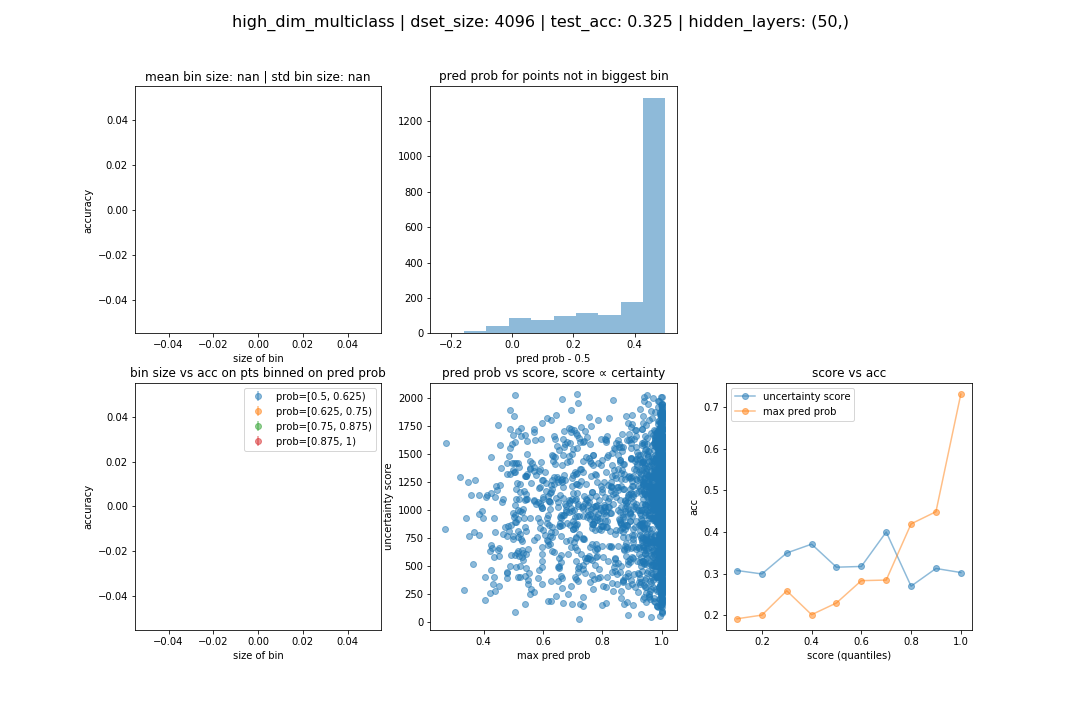 high_dim_multiclass | dset_size: 4096 | test_acc: 0.325 | hidden_layers: (50,)
mean bin size: nan | std bin size: nan
accuracy
0.04
0.02
0.00
−0.02
−0.04
−0.04 −0.02 0.00 0.02 0.04
size of bin
pred prob for points not in biggest bin
1200
1000
800
600
400
200
0
−0.2 0.0 0.2 0.4
pred prob - 0.5
bin size vs acc on pts binned on pred prob
prob=[0.5, 0.625)
prob=[0.625, 0.75)
prob=[0.75, 0.875)
prob=[0.875, 1)
accuracy
0.04
0.02
0.00
−0.02
−0.04
−0.04 −0.02 0.00 0.02 0.04
size of bin
pred prob vs score, score ∝ certainty
uncertainty score
2000
1750
1500
1250
1000
750
500
250
0
0.4 0.6 0.8 1.0
max pred prob
score vs acc
uncertainty score
max pred prob
acc
0.7
0.6
0.5
0.4
0.3
0.2
0.2 0.4 0.6 0.8 1.0
score (quantiles)